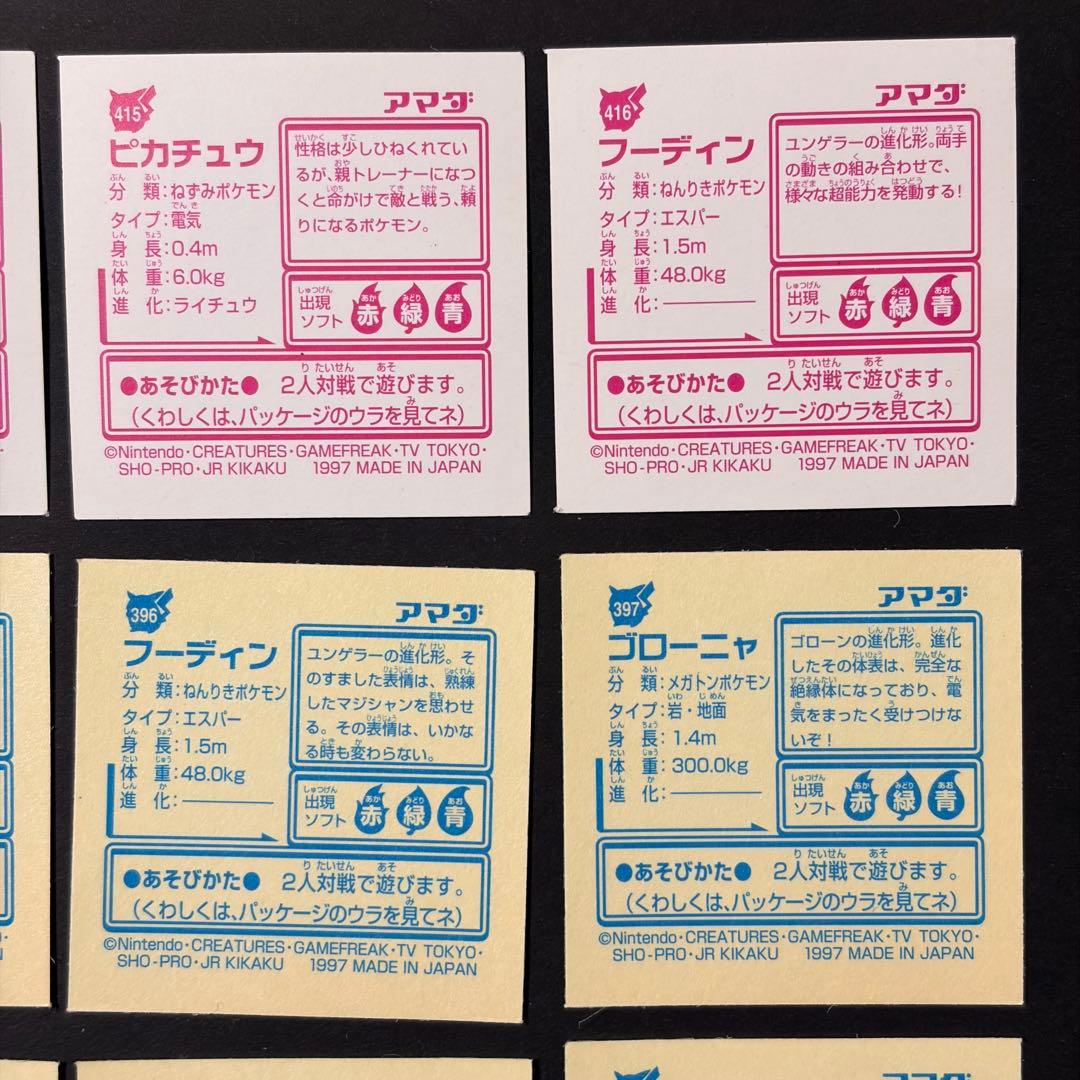 415
アマダ
ピカチュウ
分類:ねずみポケモン
タイプ:電気
身長:0.4m
体重:6.0kg
進化:ライチュウ
性格は少しひねくれてい
るが、親トレーナーになつ
くと命がけで敵と戦う、頼
りになるポケモン。
出現
ソフト
赤 緑 青
●あそびかた● 2人対戦で遊びます。
(くわしくは、パッケージのウラを見てネ)
©Nintendo・CREATURES・GAMEFREAK・TV TOKYO・
SHO-PRO・JR KIKAKU 1997 MADE IN JAPAN
416
アマダ
フーディン
分類:ねんりきポケモン
タイプ:エスパー
身長:1.5m
体重:48.0kg
進化:
ユンゲラーの進化形。両手
の動きの組み合わせで、
様々な超能力を発動する!
出現
ソフト
赤 緑 青
●あそびかた● 2人対戦で遊びます。
(くわしくは、パッケージのウラを見てネ)
©Nintendo・CREATURES・GAMEFREAK・TV TOKYO・
SHO-PRO・JR KIKAKU 1997 MADE IN JAPAN
396
アマダ
フーディン
分類:ねんりきポケモン
タイプ:エスパー
身長:1.5m
体重:48.0kg
進化:
ユンゲラーの進化形。そ
のすました表情は、熟練
したマジシャンを思わせ
る。その表情は、いかな
る時も変わらない。
出現
ソフト
赤 緑 青
●あそびかた● 2人対戦で遊びます。
(くわしくは、パッケージのウラを見てネ)
©Nintendo・CREATURES・GAMEFREAK・TV TOKYO・
SHO-PRO・JR KIKAKU 1997 MADE IN JAPAN
397
アマダ
ゴローニャ
分類:メガトンポケモン
タイプ:岩・地面
身長:1.4m
体重:300.0kg
進化:
ゴローンの進化形。進化
したその体表は、完全な
絶縁体になっており、電
気をまったく受けつけな
いぞ!
出現
ソフト
赤 緑 青
●あそびかた● 2人対戦で遊びます。
(くわしくは、パッケージのウラを見てネ)
©Nintendo・CREATURES・GAMEFREAK・TV TOKYO・
SHO-PRO・JR KIKAKU 1997 MADE IN JAPAN